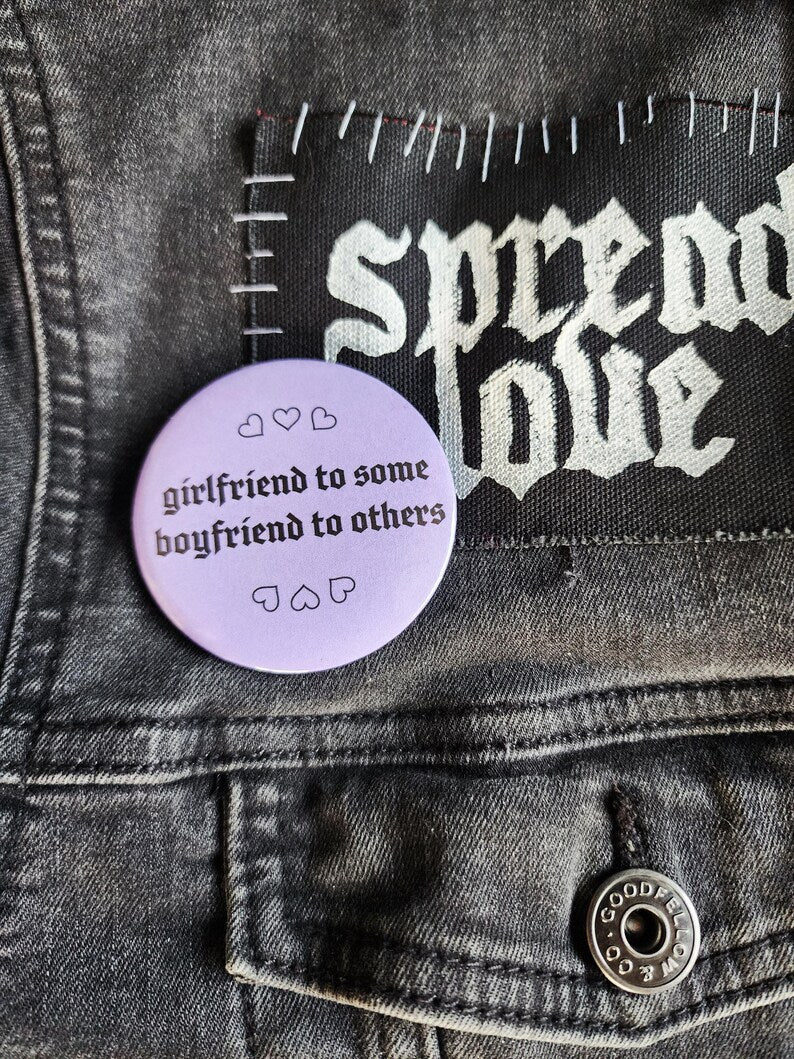 spread
love
girlfriend to some
boyfriend to others
GOODFELLOW & CO